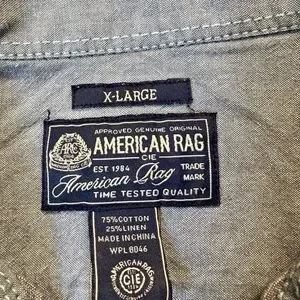 X-LARGE
APPROVED GENUINE ORIGINAL
AMERICAN RAG
CIE
EST. 1984
TRADE MARK
American Rag
TIME TESTED QUALITY
75% COTTON
25% LINEN
MADE IN CHINA
WPL 8046
AMERICAN RAG
CIE